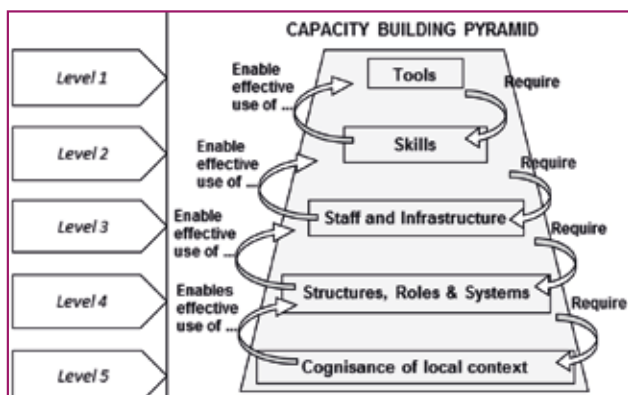 CAPACITY BUILDING PYRAMID
Level 1
Enable
effective
use of ...
Tools
Require
Level 2
Skills
Enable
effective
use of ...
Require
Level 3
Staff and Infrastructure
Enable
effective
use of ...
Require
Level 4
Structures, Roles & Systems
Enables
effective
use of ...
Require
Level 5
Cognisance of local context